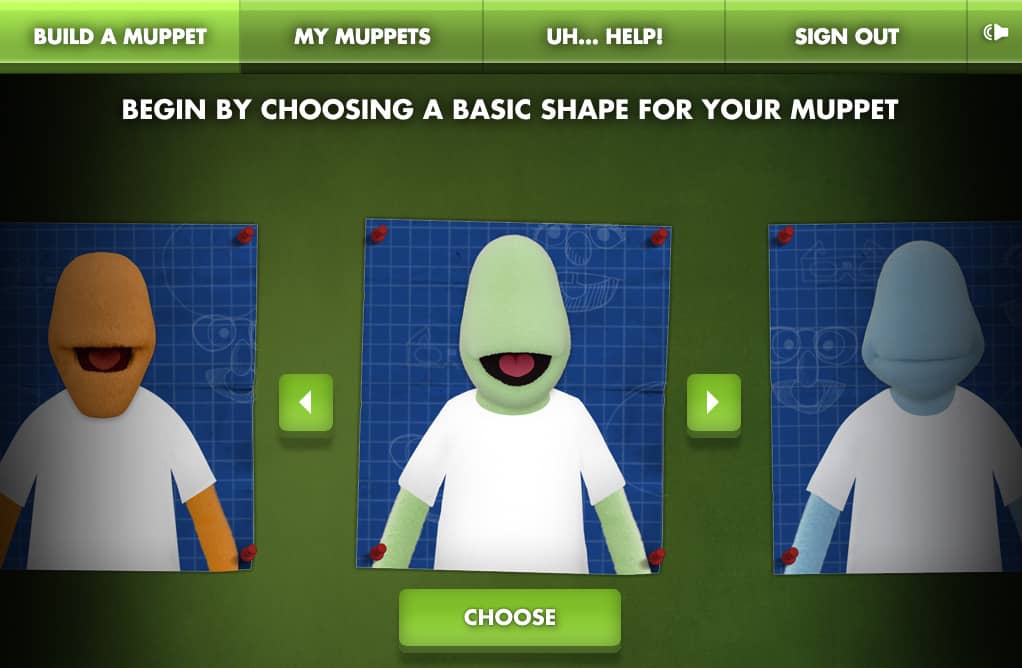 BUILD A MUPPET
MY MUPPETS
UH... HELP!
SIGN OUT
BEGIN BY CHOOSING A BASIC SHAPE FOR YOUR MUPPET
CHOOSE